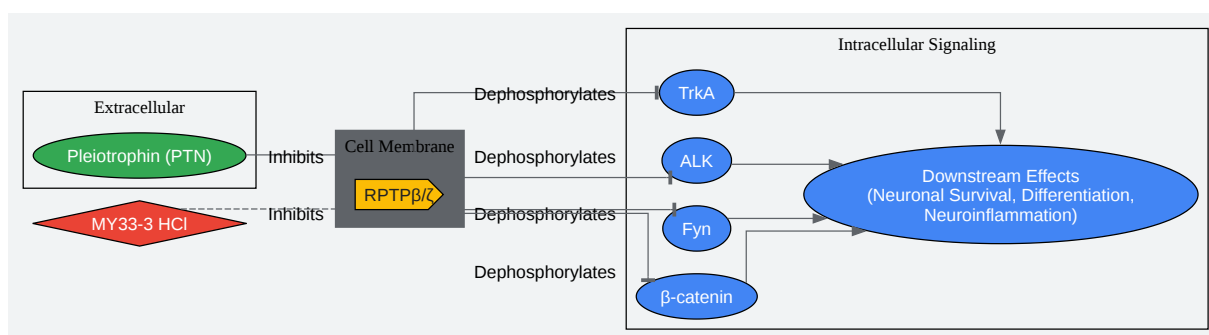 Intracellular Signaling
Extracellular
Pleiotrophin (PTN)
MY33-3 HCl
Inhibits
Inhibits
Cell Membrane
RPTPβ/ζ
Dephosphorylates
Dephosphorylates
Dephosphorylates
Dephosphorylates
TrkA
ALK
Fyn
β-catenin
Downstream Effects
(Neuronal Survival, Differentiation,
Neuroinflammation)